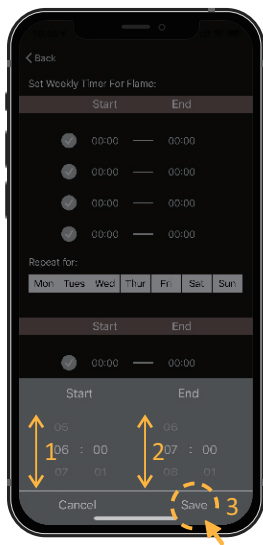 Back
Set Weekly Timer For Flame:
Start End
00:00 00:00
00:00 00:00
00:00 00:00
00:00 00:00
Repeat for:
Mon Tues Wed Thur Fri Sat Sun
Start End
00:00 00:00
Start End
05 06
1 06 : 00 2 07 : 00
07 01 08 01
Cancel Save 3